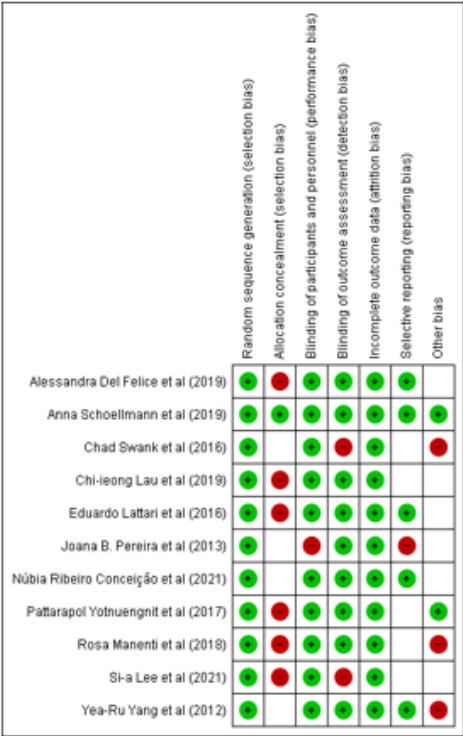 Random sequence generation (selection bias)
Allocation concealment (selection bias)
Blinding of participants and personnel (performance bias)
Blinding of outcome assessment (detection bias)
Incomplete outcome data (attrition bias)
Selective reporting (reporting bias)
Other bias
Alessandra Del Felice et al (2019)
Anna Schoellmann et al (2019)
Chad Swank et al (2016)
Chi-ieong Lau et al (2019)
Eduardo Lattari et al (2016)
Joana B. Pereira et al (2013)
Núbia Ribeiro Conceição et al (2021)
Pattarapol Yotnuengnit et al (2017)
Rosa Manenti et al (2018)
Si-a Lee et al (2021)
Yea-Ru Yang et al (2012)